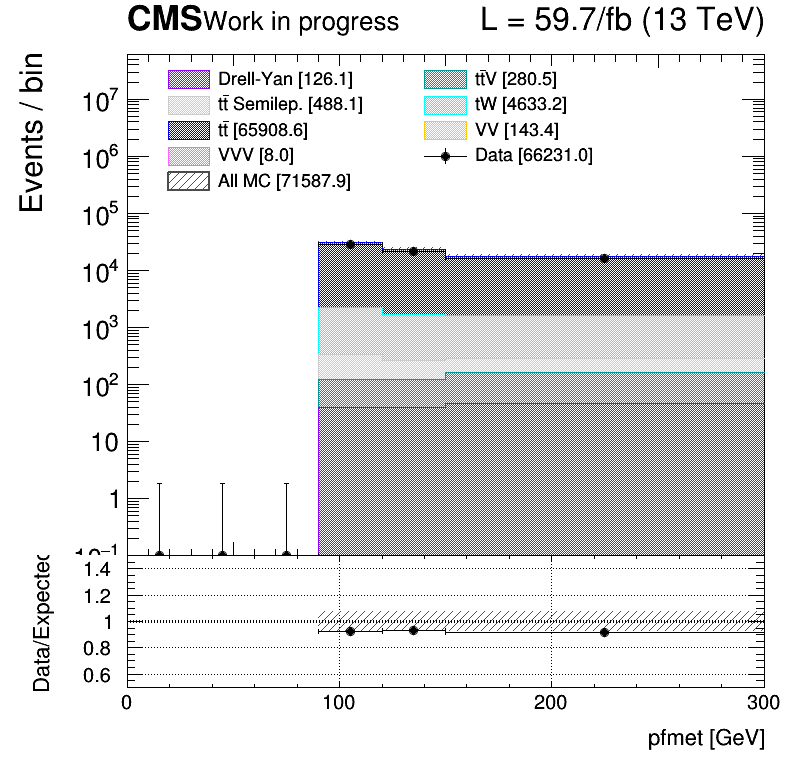 CMS Work in progress L = 59.7/fb (13 TeV)
Events / bin
Drell-Yan [126.1]
tt̄V [280.5]
tt̄ Semilep. [488.1]
tW [4633.2]
tt̄ [65908.6]
VV [143.4]
VVV [8.0]
Data [66231.0]
All MC [71587.9]
10⁷
10⁶
10⁵
10⁴
10³
10²
10
1
10⁻¹
Data/Expected
1.4
1.2
1
0.8
0.6
0 100 200 300
pfmet [GeV]